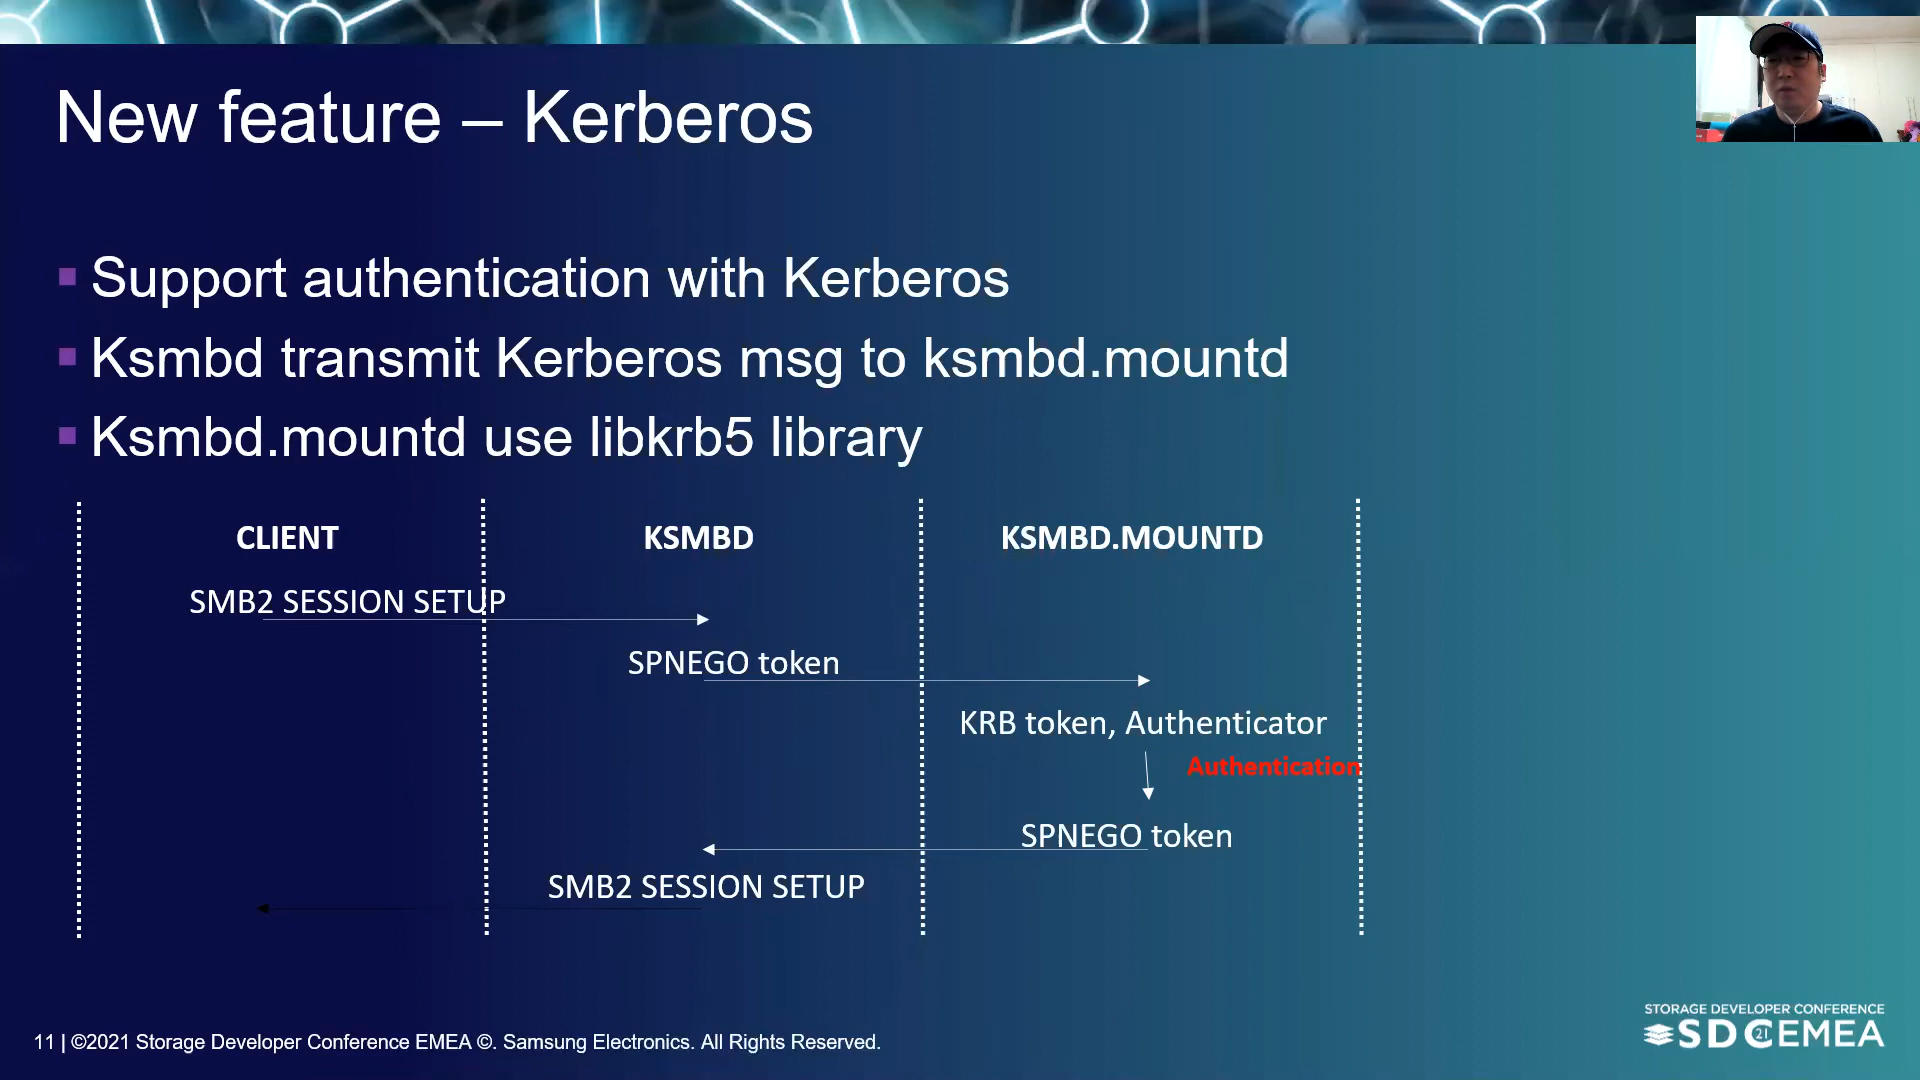 New feature – Kerberos
Support authentication with Kerberos
Ksmbd transmit Kerberos msg to ksmbd.mountd
Ksmbd.mountd use libkrb5 library
CLIENT
KSMBD
KSMBD.MOUNTD
SMB2 SESSION SETUP
SPNEGO token
KRB token, Authenticator
Authentication
SPNEGO token
SMB2 SESSION SETUP
11 | ©2021 Storage Developer Conference EMEA ©. Samsung Electronics. All Rights Reserved.
STORAGE DEVELOPER CONFERENCE
SDC21EMEA